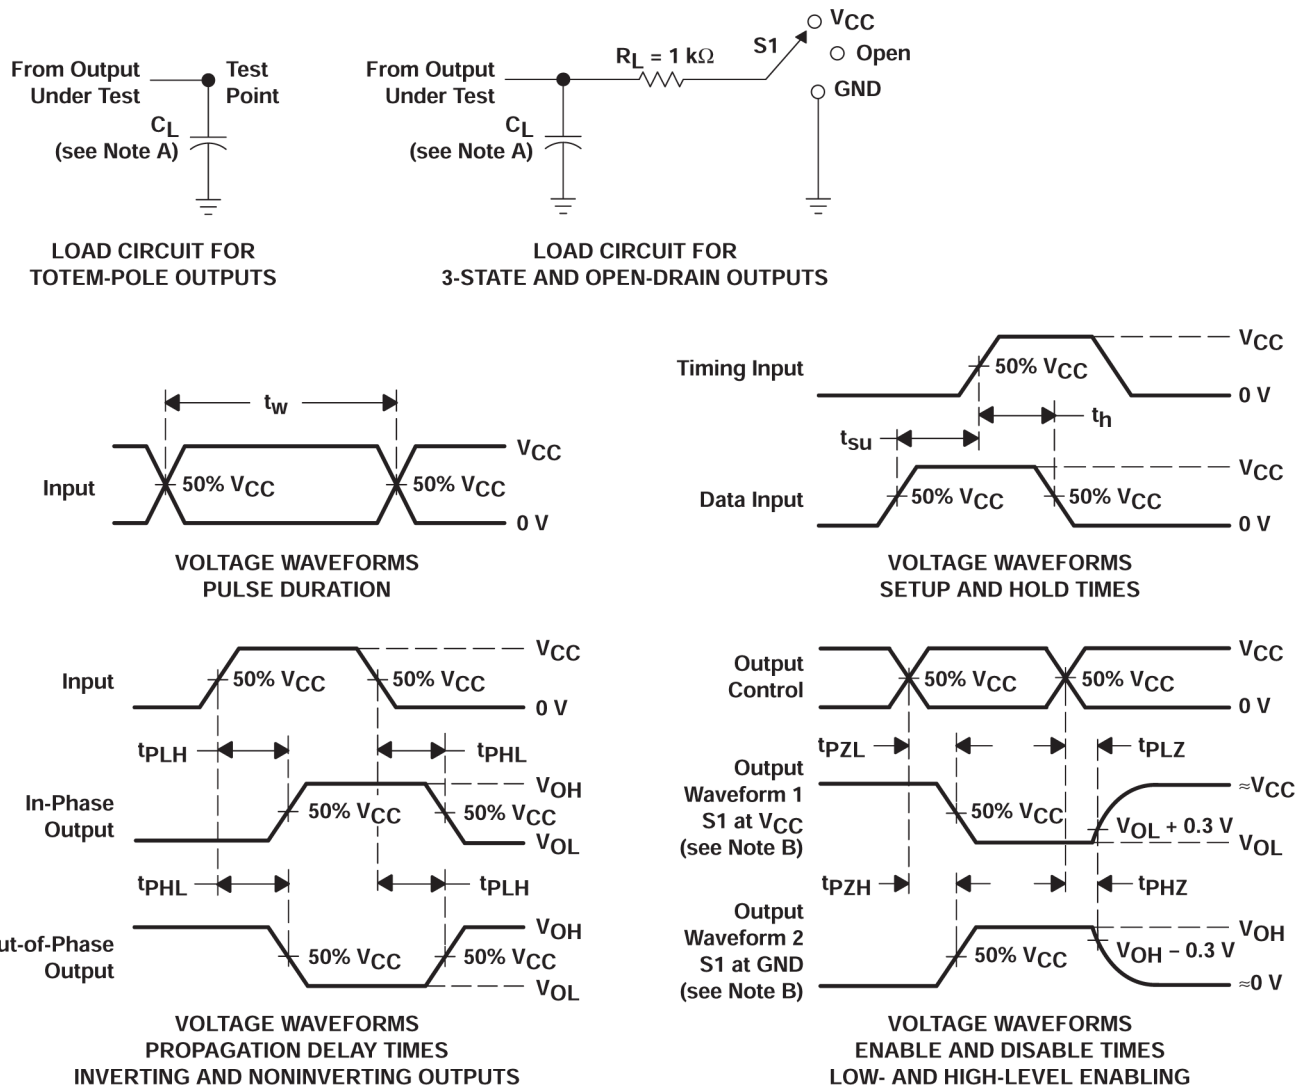 From Output
Under Test
Test
Point
CL
(see Note A)
LOAD CIRCUIT FOR
TOTEM-POLE OUTPUTS
From Output
Under Test
RL = 1 kΩ
S1
VCC
Open
GND
CL
(see Note A)
LOAD CIRCUIT FOR
3-STATE AND OPEN-DRAIN OUTPUTS
tw
Input
50% VCC
50% VCC
VCC
0 V
VOLTAGE WAVEFORMS
PULSE DURATION
Timing Input
50% VCC
VCC
0 V
th
tsu
Data Input
50% VCC
50% VCC
VCC
0 V
VOLTAGE WAVEFORMS
SETUP AND HOLD TIMES
Input
50% VCC
50% VCC
VCC
0 V
tPLH
tPHL
In-Phase
Output
50% VCC
50% VCC
VOH
VOL
tPHL
tPLH
ut-of-Phase
Output
50% VCC
50% VCC
VOH
VOL
VOLTAGE WAVEFORMS
PROPAGATION DELAY TIMES
INVERTING AND NONINVERTING OUTPUTS
Output
Control
50% VCC
50% VCC
VCC
0 V
tPZL
tPLZ
Output
Waveform 1
S1 at VCC
(see Note B)
50% VCC
VOL + 0.3 V
≈VCC
VOL
tPZH
tPHZ
Output
Waveform 2
S1 at GND
(see Note B)
50% VCC
VOH − 0.3 V
VOH
≈0 V
VOLTAGE WAVEFORMS
ENABLE AND DISABLE TIMES
LOW- AND HIGH-LEVEL ENABLING